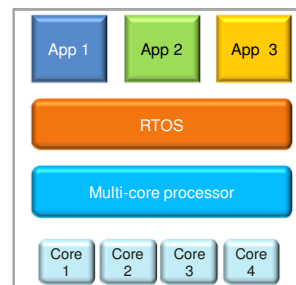 App 1 App 2 App 3
RTOS
Multi-core processor
Core Core Core Core
1 2 3 4